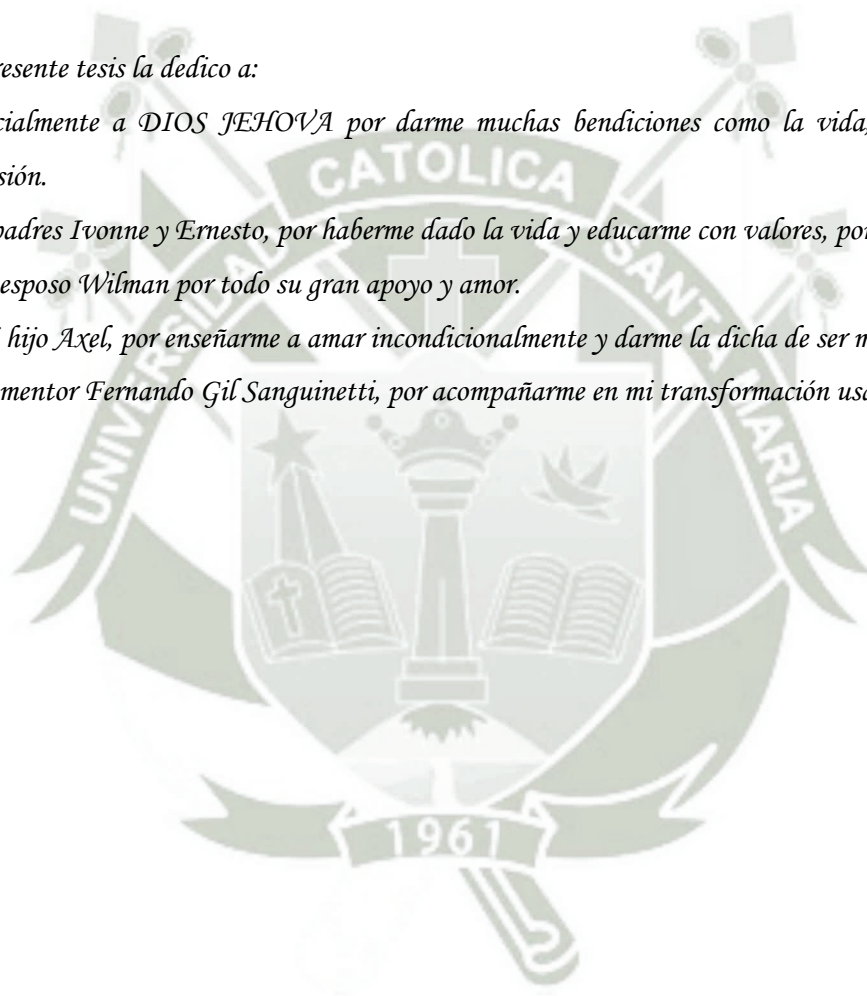 resente tesis la dedico a:
cialmente a DIOS JEHOVA por darme muchas bendiciones como la vida,
sión.
padres Ivonne y Ernesto, por haberme dado la vida y educarme con valores, por
esposo Wilman por todo su gran apoyo y amor.
hijo Axel, por enseñarme a amar incondicionalmente y darme la dicha de ser m
mentor Fernando Gil Sanguinetti, por acompañarme en mi transformación usa
UNIVERSIDAD CATOLICA SANTA MARIA
1961